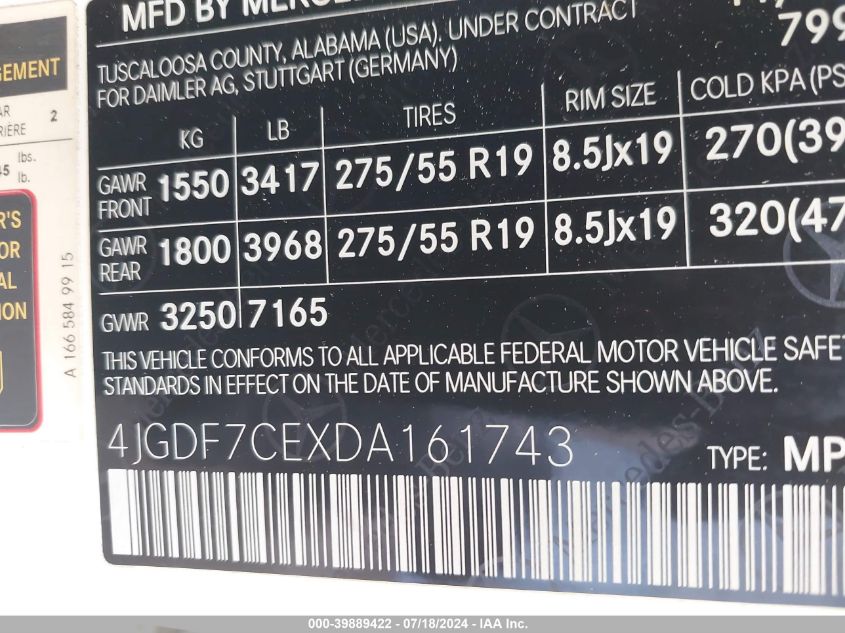 MFD BY
799
TUSCALOOSA COUNTY, ALABAMA (USA). UNDER CONTRACT
FOR DAIMLER AG, STUTTGART (GERMANY)
KG LB TIRES RIM SIZE COLD KPA (PS
GAWR FRONT 1550 3417 275/55 R19 8.5Jx19 270(39
GAWR REAR 1800 3968 275/55 R19 8.5Jx19 320(47
GVWR 3250 7165
THIS VEHICLE CONFORMS TO ALL APPLICABLE FEDERAL MOTOR VEHICLE SAFE
STANDARDS IN EFFECT ON THE DATE OF MANUFACTURE SHOWN ABOVE.
4JGDF7CEXDA161743
TYPE: MP
GEMENT
2
lbs.
lb.
R'S
OR
AL
ION
A 166 584 99 15
Mercedes-Benz
000-39889422 - 07/18/2024 - IAA Inc.